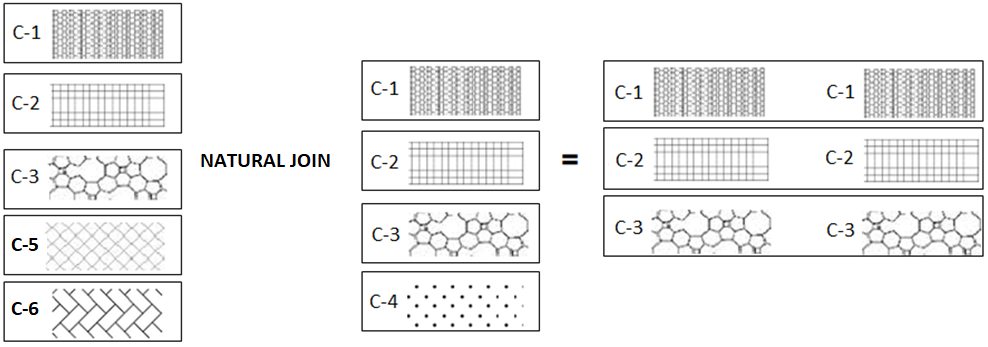 C-1
C-2
C-3
C-5
C-6
NATURAL JOIN
C-1
C-2
C-3
C-4
=
C-1 C-1
C-2 C-2
C-3 C-3